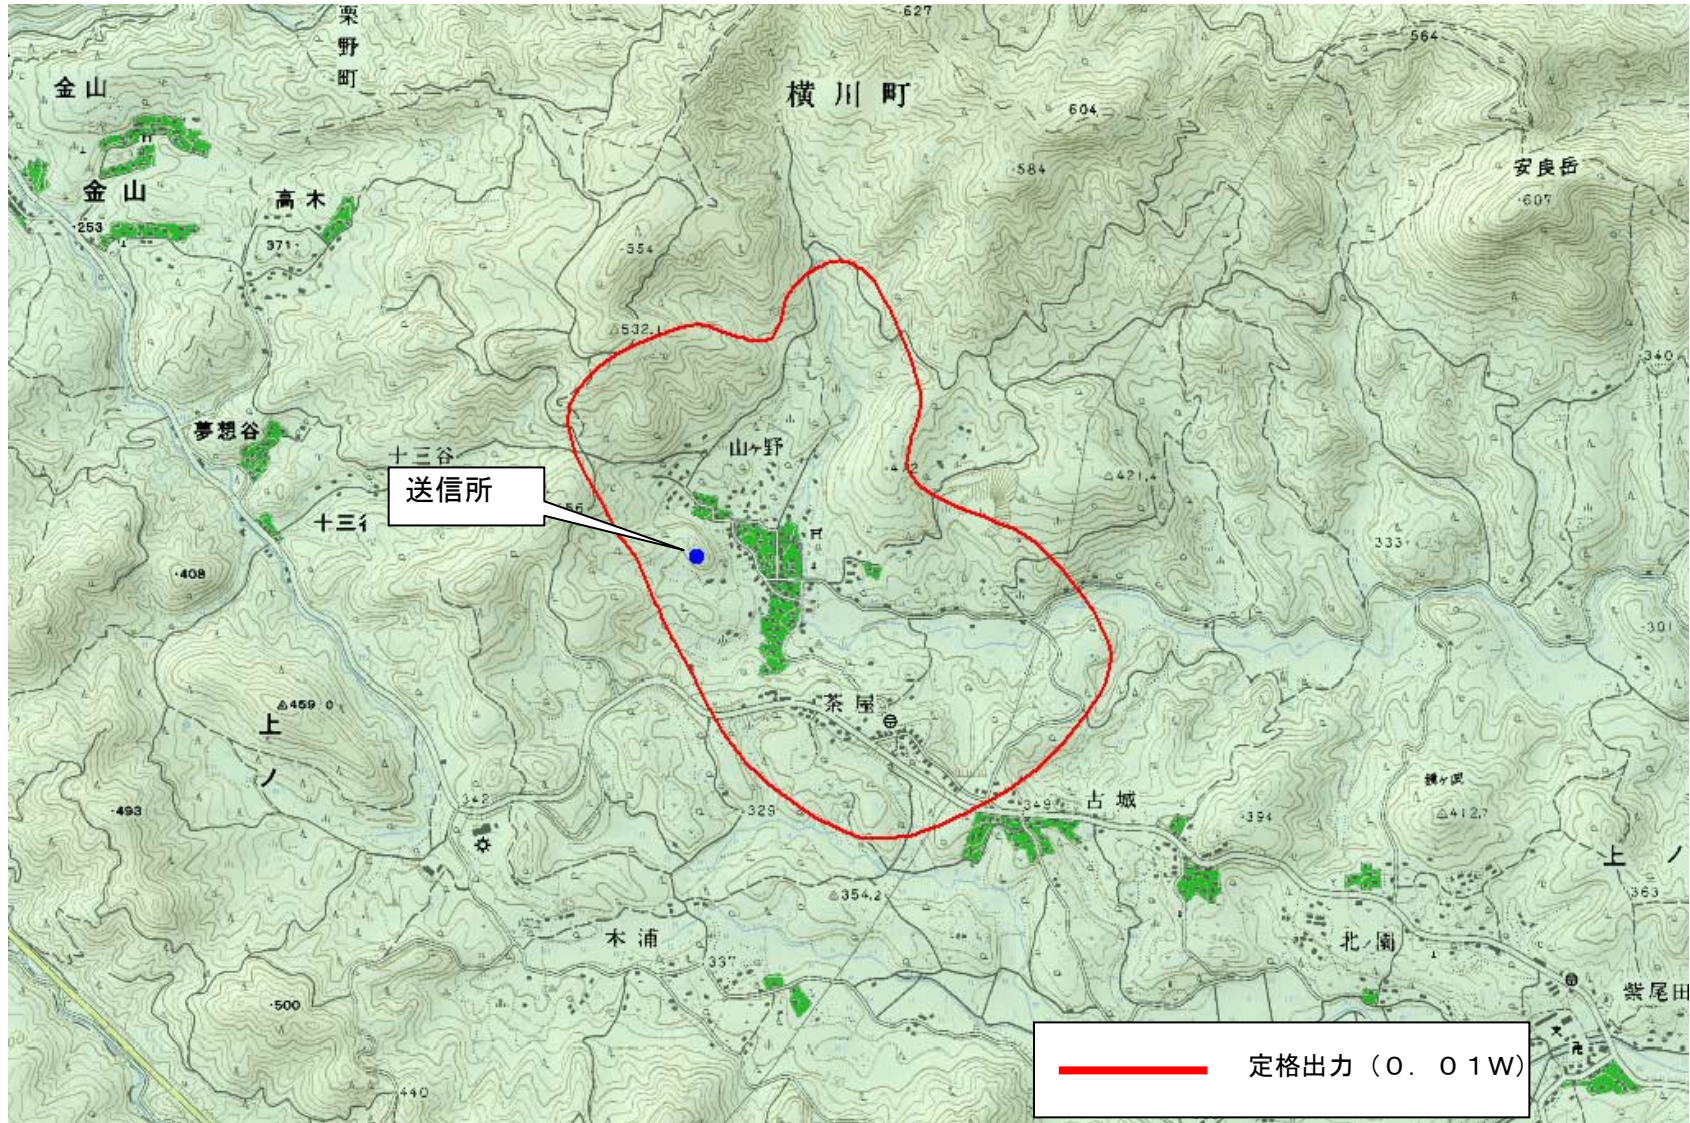 栗野町
·627
564
金山
横川町
604
·584
安良岳
·607
金山
高木
·253
371·
·554
△532.1
·340
夢想谷
十三谷
山ヶ野
送信所
△421.4
十三
333·
·408
·301
△459.0
上ノ
茶屋
·493
342
·329
349
古城
·394
△412.7
上ノ
△354.2
363
木浦
北ノ園
337
·500
紫尾田
文
卍
440
定格出力（0．01W）